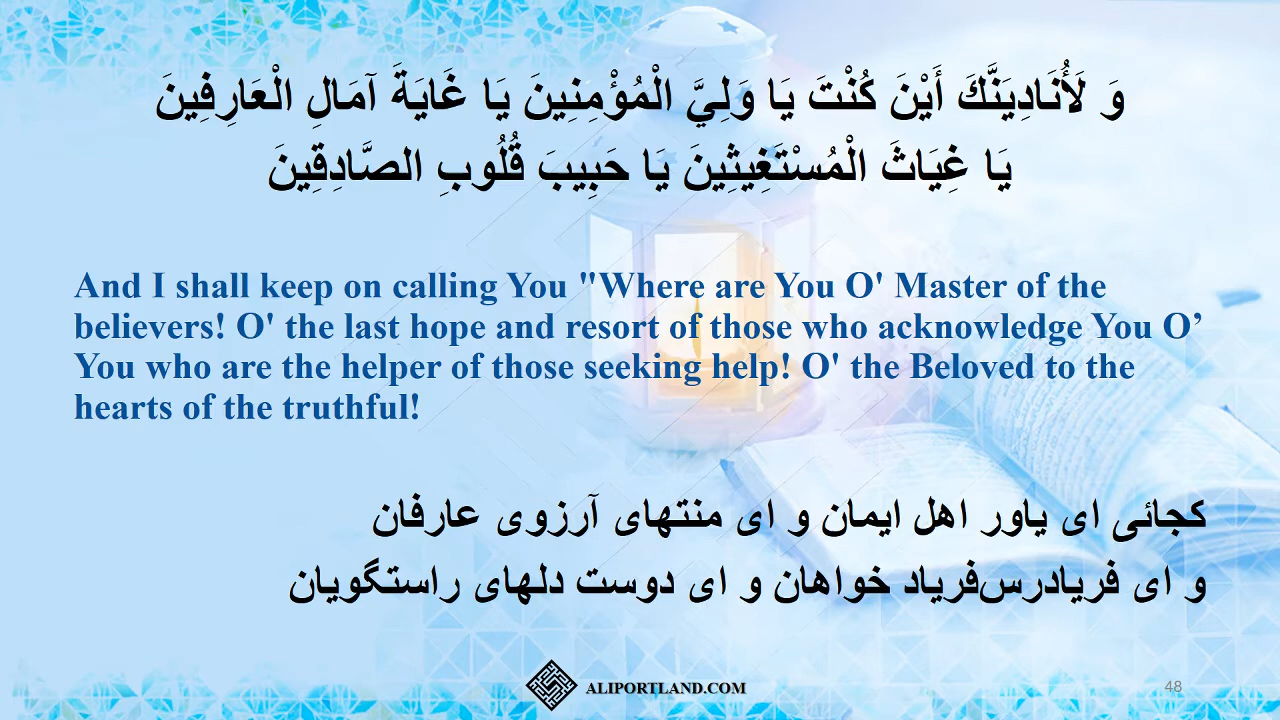 وَ لَأُنَادِيَنَّكَ أَيْنَ كُنْتَ يَا وَلِيَّ الْمُؤْمِنِينَ يَا غَايَةَ آمَالِ الْعَارِفِينَ
يَا غِيَاثَ الْمُسْتَغِيثِينَ يَا حَبِيبَ قُلُوبِ الصَّادِقِينَ
And I shall keep on calling You "Where are You O' Master of the
believers! O' the last hope and resort of those who acknowledge You O’
You who are the helper of those seeking help! O' the Beloved to the
hearts of the truthful!
کجائی ای یاور اهل ایمان و ای منتهای آرزوی عارفان
و ای فریادرس‌فریاد خواهان و ای دوست دلهای راستگویان
ALIPORTLAND.COM
48